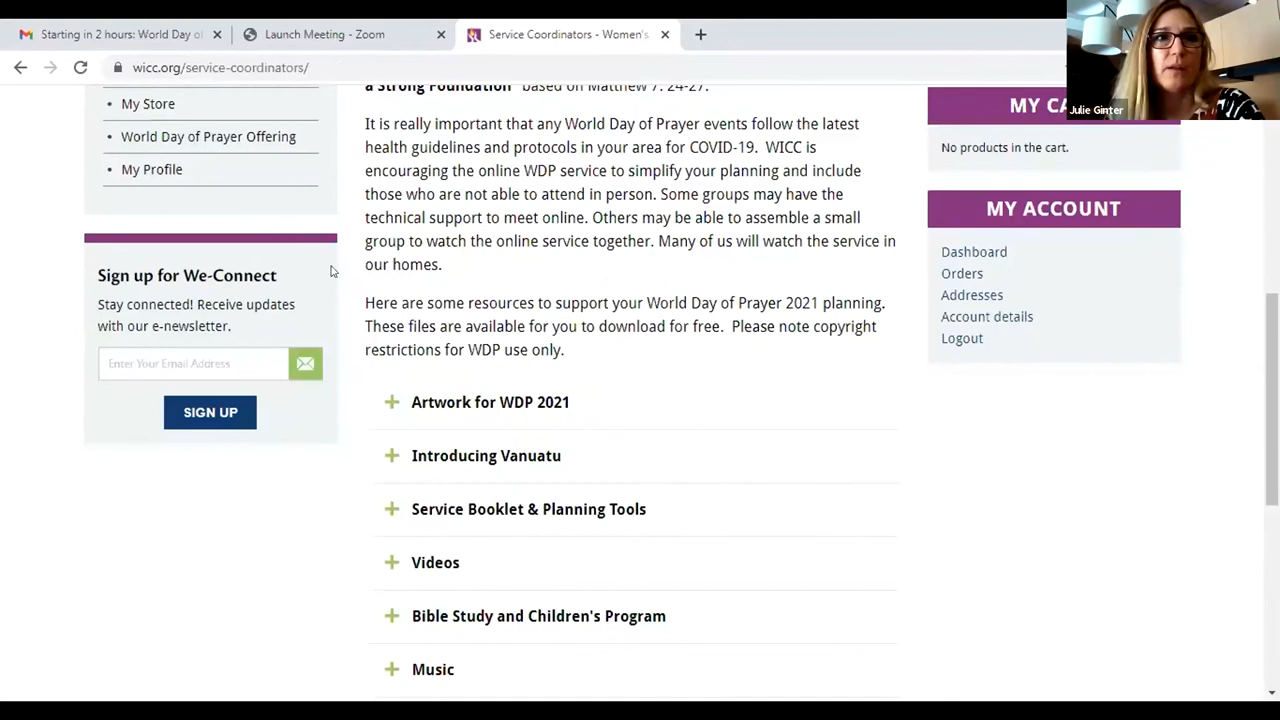 Starting in 2 hours: World Day of
Launch Meeting - Zoom
Service Coordinators - Women's
wicc.org/service-coordinators/
Julie Ginter
My Store
World Day of Prayer Offering
My Profile
Sign up for We-Connect
Stay connected! Receive updates
with our e-newsletter.
Enter Your Email Address
SIGN UP
a Strong Foundation" based on Matthew 7: 24-27.
It is really important that any World Day of Prayer events follow the latest
health guidelines and protocols in your area for COVID-19. WICC is
encouraging the online WDP service to simplify your planning and include
those who are not able to attend in person. Some groups may have the
technical support to meet online. Others may be able to assemble a small
group to watch the online service together. Many of us will watch the service in
our homes.
Here are some resources to support your World Day of Prayer 2021 planning.
These files are available for you to download for free. Please note copyright
restrictions for WDP use only.
Artwork for WDP 2021
Introducing Vanuatu
Service Booklet & Planning Tools
Videos
Bible Study and Children's Program
Music
MY CA
No products in the cart.
MY ACCOUNT
Dashboard
Orders
Addresses
Account details
Logout